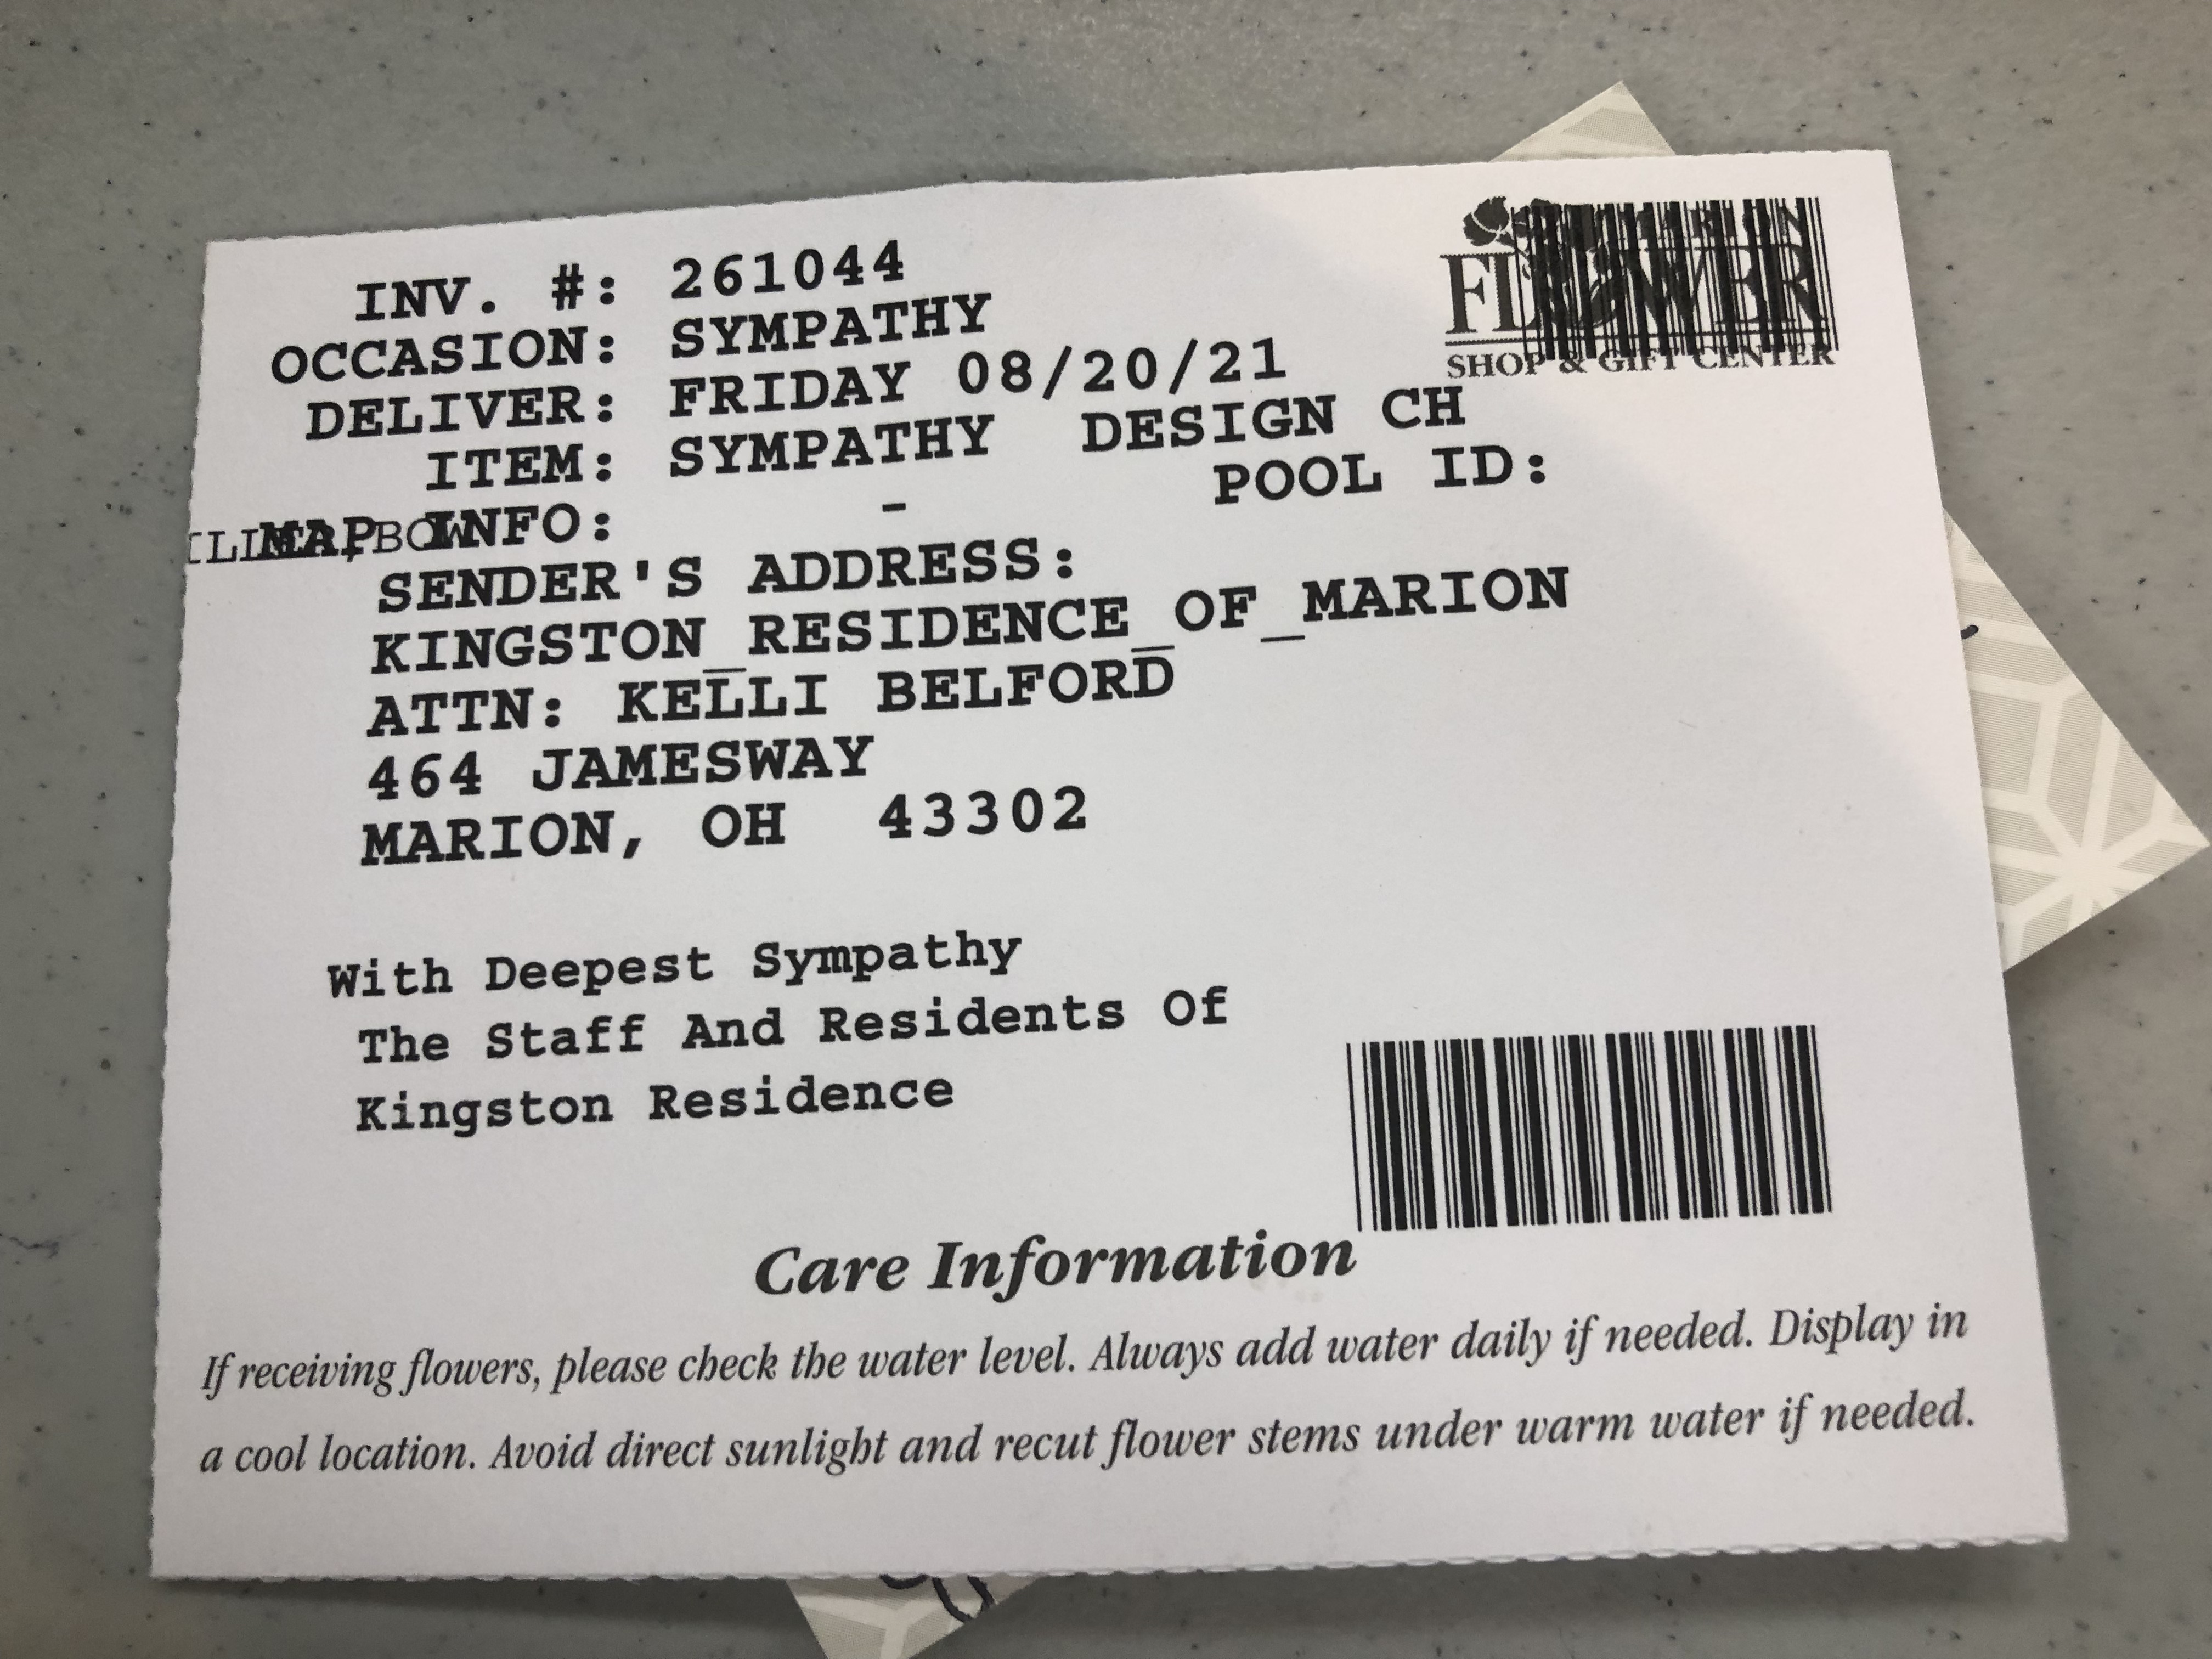 INV. #: 261044
OCCASION: SYMPATHY
DELIVER: FRIDAY 08/20/21
ITEM: SYMPATHY DESIGN CH
MAP INFO: - POOL ID:
SENDER'S ADDRESS:
KINGSTON_RESIDENCE_OF_MARION
ATTN: KELLI BELFORD
464 JAMESWAY
MARION, OH 43302
MARION
FLOWER
SHOP & GIFT CENTER
With Deepest Sympathy
The Staff And Residents Of
Kingston Residence
Care Information
If receiving flowers, please check the water level. Always add water daily if needed. Display in
a cool location. Avoid direct sunlight and recut flower stems under warm water if needed.